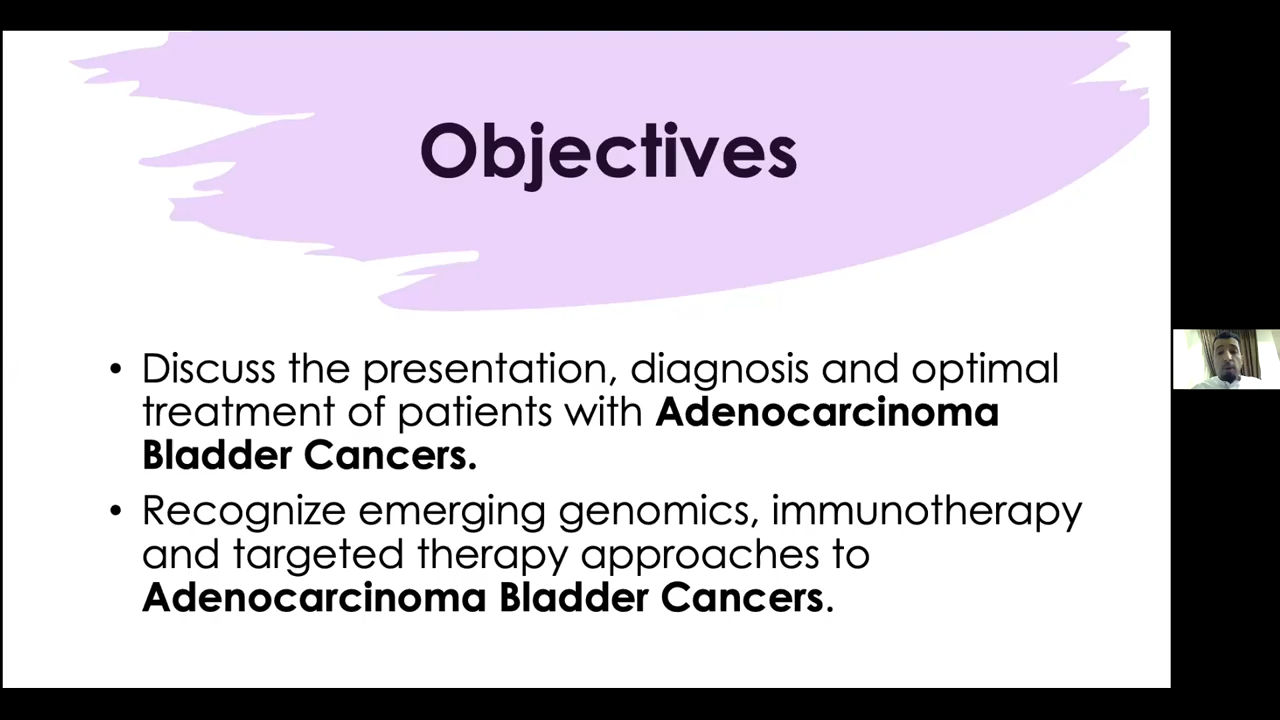 Objectives
• Discuss the presentation, diagnosis and optimal
treatment of patients with Adenocarcinoma
Bladder Cancers.
• Recognize emerging genomics, immunotherapy
and targeted therapy approaches to
Adenocarcinoma Bladder Cancers.